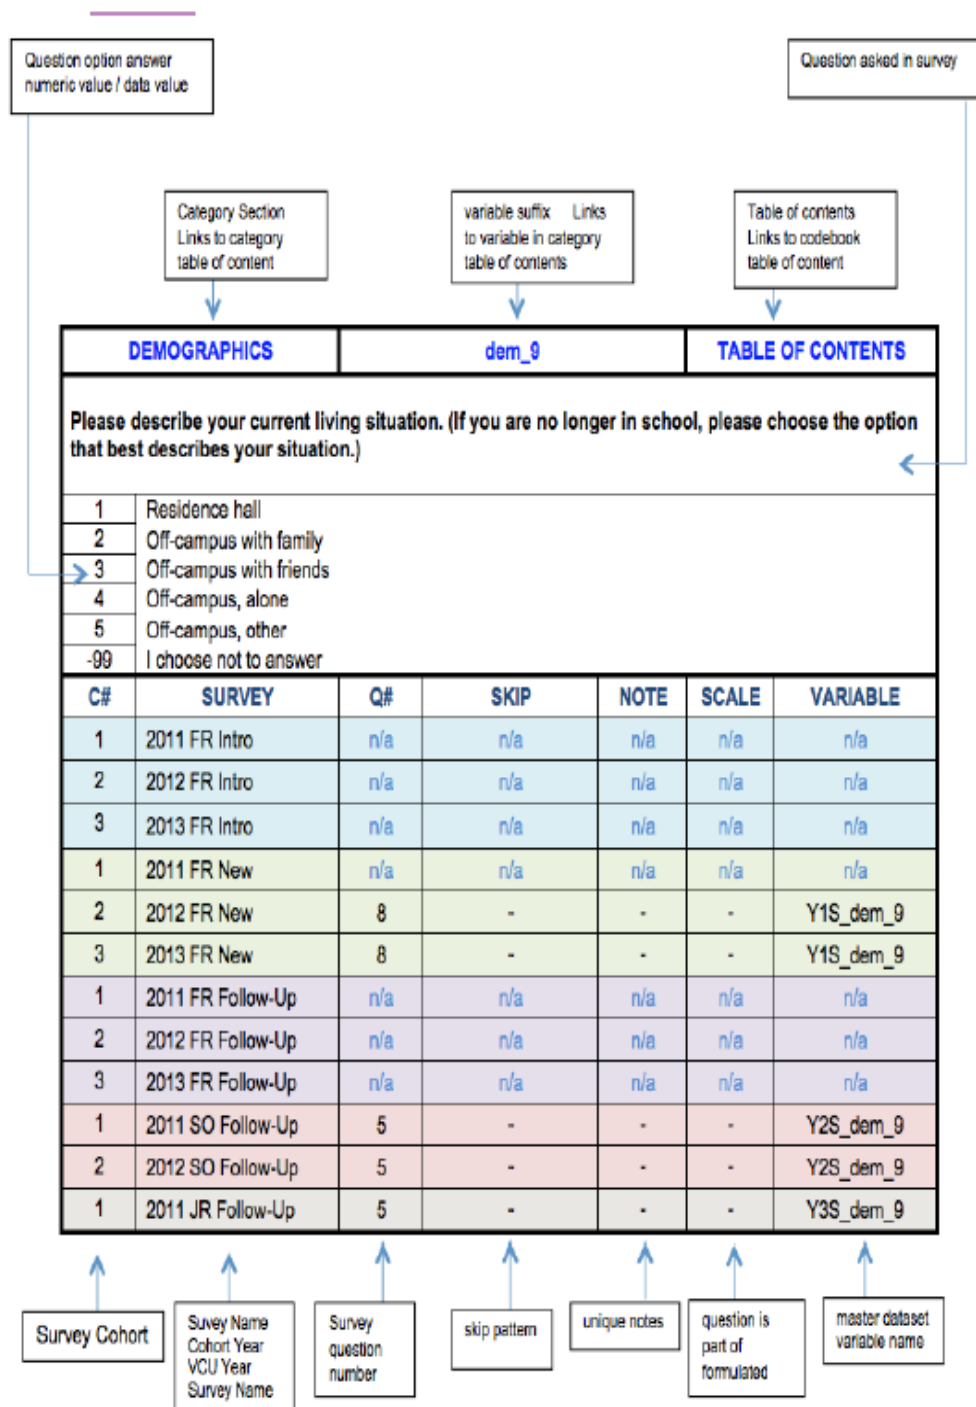 Question option answer
numeric value / data value
Question asked in survey
Category Section
Links to category
table of content
variable suffix Links
to variable in category
table of contents
Table of contents
Links to codebook
table of content
DEMOGRAPHICS dem_9 TABLE OF CONTENTS
Please describe your current living situation. (If you are no longer in school, please choose the option
that best describes your situation.)
1 Residence hall
2 Off-campus with family
3 Off-campus with friends
4 Off-campus, alone
5 Off-campus, other
-99 I choose not to answer
C# SURVEY Q# SKIP NOTE SCALE VARIABLE
1 2011 FR Intro n/a n/a n/a n/a n/a
2 2012 FR Intro n/a n/a n/a n/a n/a
3 2013 FR Intro n/a n/a n/a n/a n/a
1 2011 FR New n/a n/a n/a n/a n/a
2 2012 FR New 8 - - - Y1S_dem_9
3 2013 FR New 8 - - - Y1S_dem_9
1 2011 FR Follow-Up n/a n/a n/a n/a n/a
2 2012 FR Follow-Up n/a n/a n/a n/a n/a
3 2013 FR Follow-Up n/a n/a n/a n/a n/a
1 2011 SO Follow-Up 5 - - - Y2S_dem_9
2 2012 SO Follow-Up 5 - - - Y2S_dem_9
1 2011 JR Follow-Up 5 - - - Y3S_dem_9
Survey Cohort
Suvey Name
Cohort Year
VCU Year
Survey Name
Survey
question
number
skip pattern
unique notes
question is
part of
formulated
master dataset
variable name